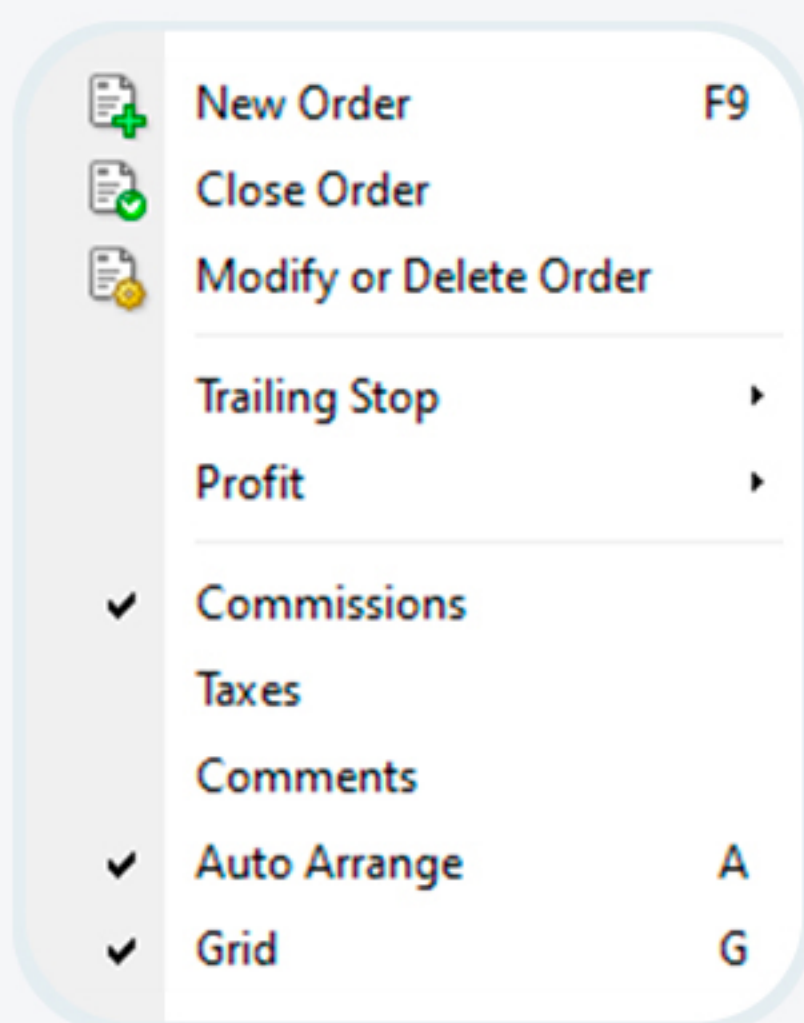 New Order F9
Close Order
Modify or Delete Order
Trailing Stop
Profit
Commissions
Taxes
Comments
Auto Arrange A
Grid G